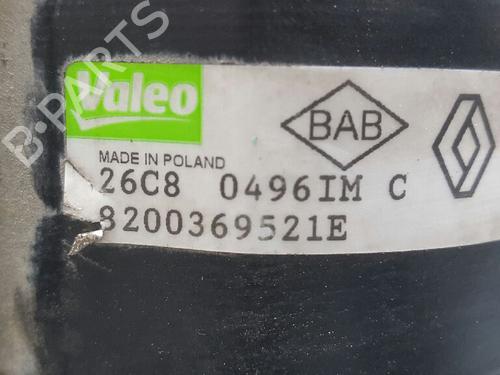 Valeo
BAB
MADE IN POLAND
26C8 0496IM C
8200369521E
B-PARTS